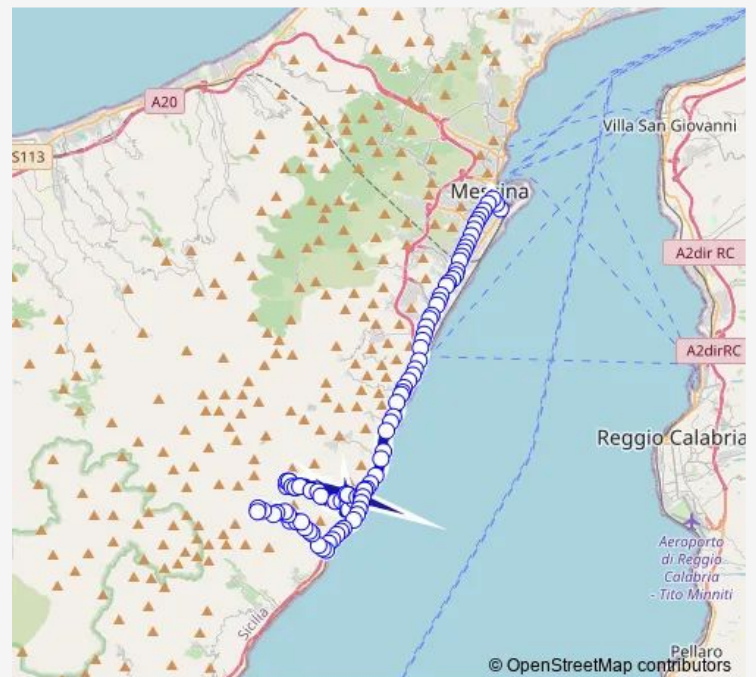 A20
Villa San Giovanni
S113
Messina
A2dir RC
A2dirRC
Reggio Calabria
Aeroporto
di Reggio
Calabria
- Tito Minniti
Sicilia
Pellaro
© OpenStreetMap contributors